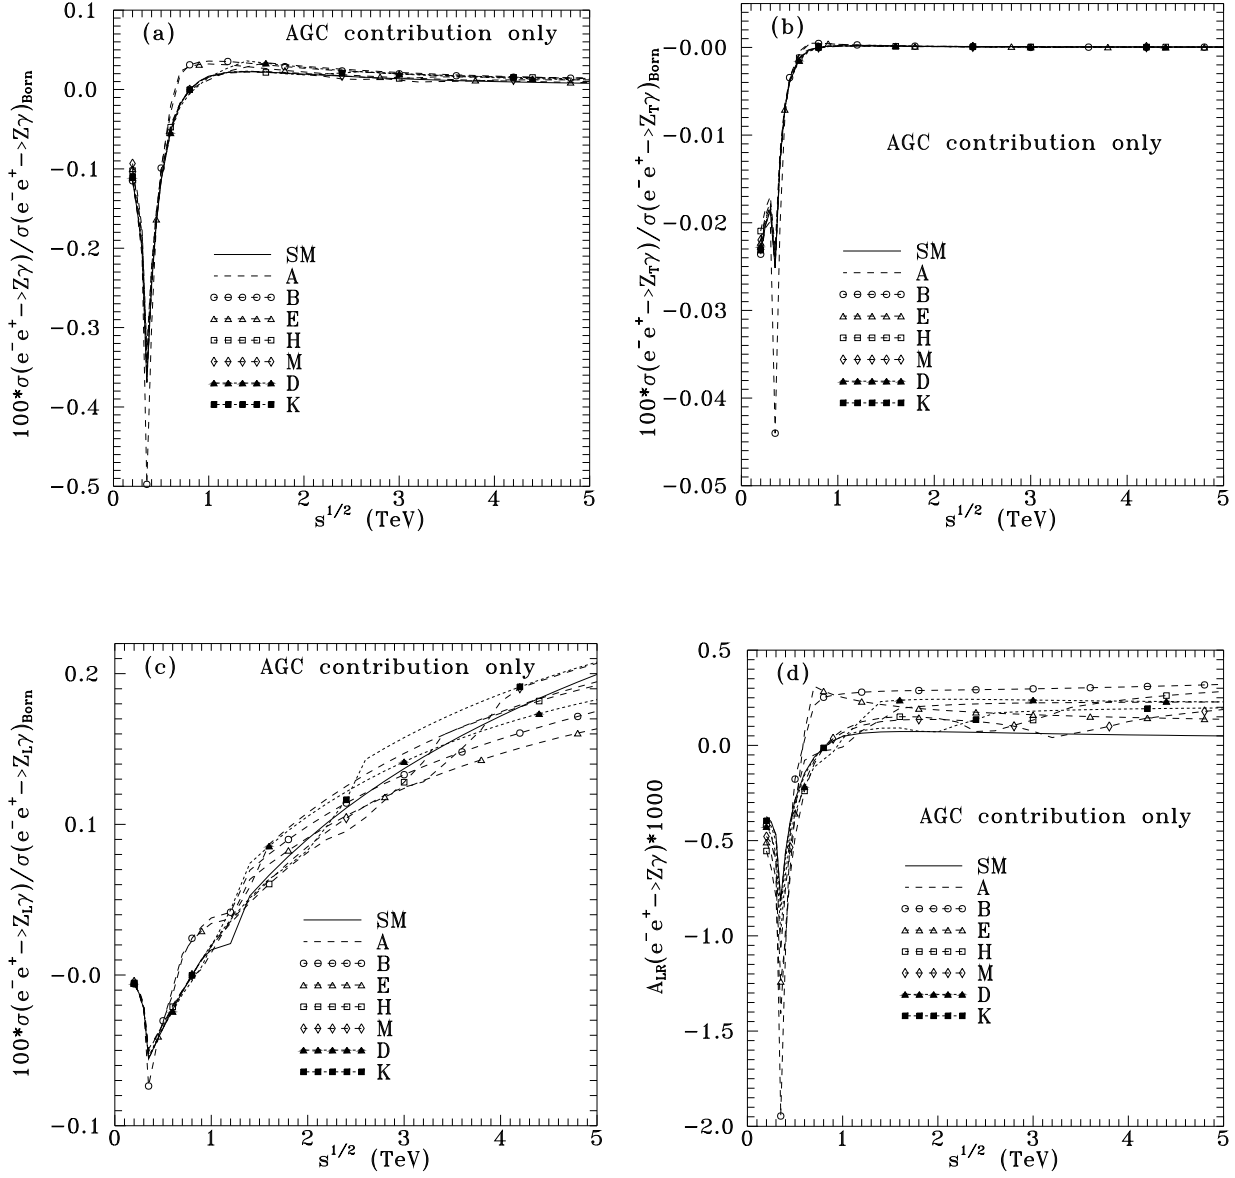 (a) AGC contribution only
100*σ(e⁻e⁺−>Zγ)/σ(e⁻e⁺−>Zγ)Born
0.1
0.0
−0.1
−0.2
−0.3
−0.4
−0.5
SM
A
B
E
H
M
D
K
0 1 2 3 4 5
s^1/2 (TeV)
(b)
AGC contribution only
100*σ(e⁻e⁺−>Z_Tγ)/σ(e⁻e⁺−>Z_Tγ)Born
−0.00
−0.01
−0.02
−0.03
−0.04
−0.05
SM
A
B
E
H
M
D
K
0 1 2 3 4 5
s^1/2 (TeV)
(c) AGC contribution only
100*σ(e⁻e⁺−>Z_Lγ)/σ(e⁻e⁺−>Z_Lγ)Born
0.2
0.1
−0.0
−0.1
SM
A
B
E
H
M
D
K
0 1 2 3 4 5
s^1/2 (TeV)
(d)
AGC contribution only
A_LR(e⁻e⁺−>Zγ)*1000
0.5
0.0
−0.5
−1.0
−1.5
−2.0
SM
A
B
E
H
M
D
K
0 1 2 3 4 5
s^1/2 (TeV)